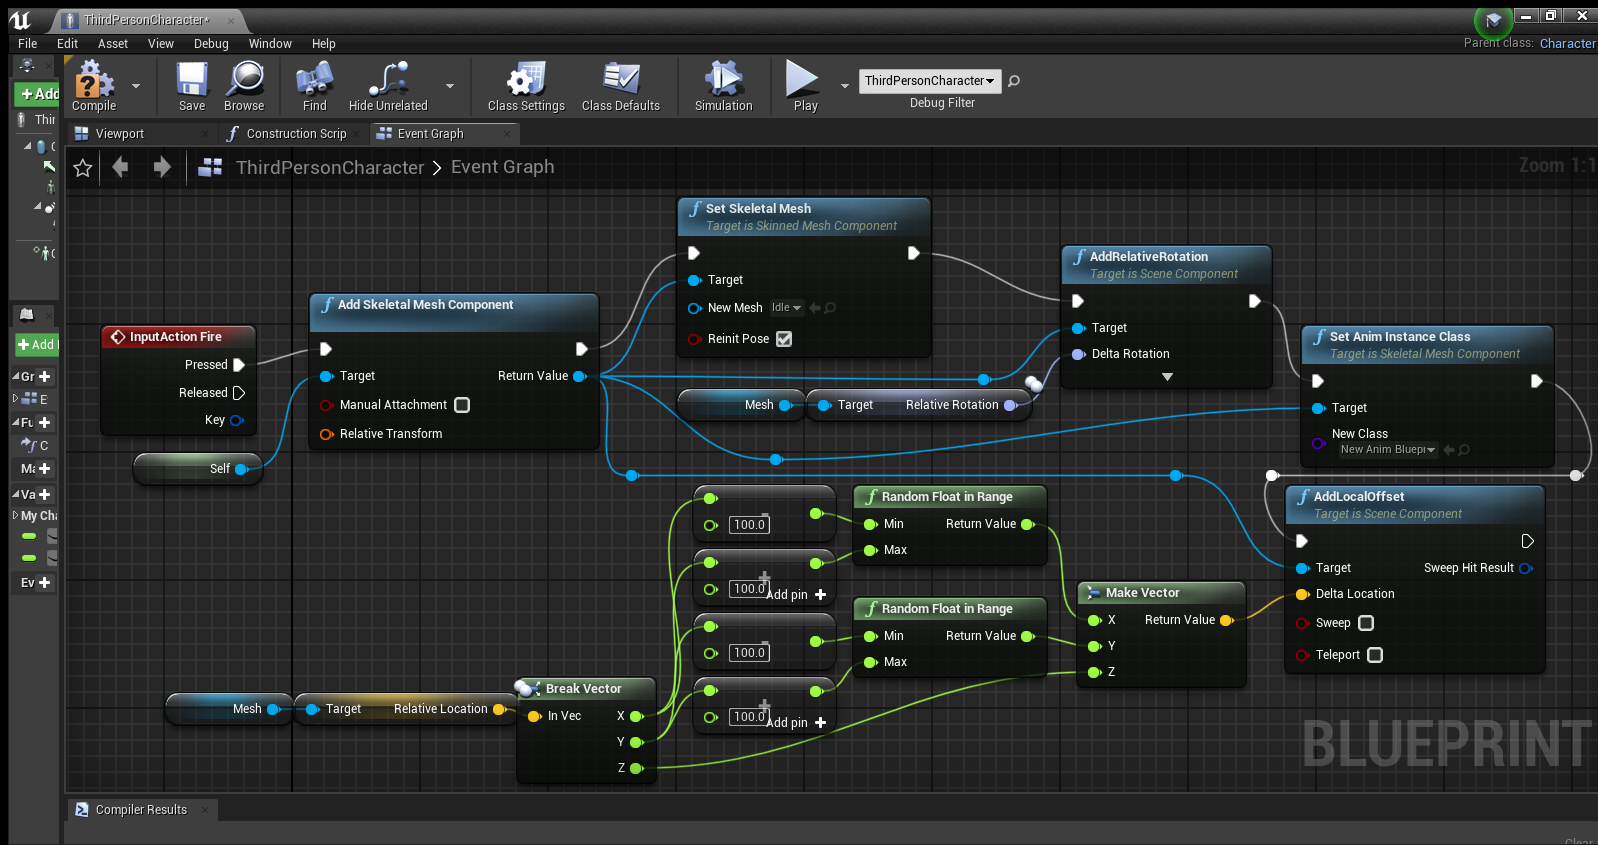 ThirdPersonCharacter*
File Edit Asset View Debug Window Help
Parent class: Character
Compile
Save
Browse
Find
Hide Unrelated
Class Settings
Class Defaults
Simulation
Play
ThirdPersonCharacter
Debug Filter
+ Add
Thir
Viewport
Construction Scrip
Event Graph
ThirdPersonCharacter > Event Graph
Zoom 1:1
+ Add
Gr +
E
Fu +
C
Ma +
Va +
My Cha
Ev +
InputAction Fire
Pressed
Released
Key
Self
Add Skeletal Mesh Component
Target
Return Value
Manual Attachment
Relative Transform
Set Skeletal Mesh
Target is Skinned Mesh Component
Target
New Mesh Idle
Reinit Pose
Mesh
Target Relative Rotation
AddRelativeRotation
Target is Scene Component
Target
Delta Rotation
Set Anim Instance Class
Target is Skeletal Mesh Component
Target
New Class
New Anim Bluepr
100.0
100.0
Add pin +
100.0
100.0
Add pin +
Random Float in Range
Min Return Value
Max
Random Float in Range
Min Return Value
Max
Mesh
Target Relative Location
Break Vector
In Vec X
Y
Z
Make Vector
X Return Value
Y
Z
AddLocalOffset
Target is Scene Component
Target Sweep Hit Result
Delta Location
Sweep
Teleport
BLUEPRINT
Compiler Results
Clear